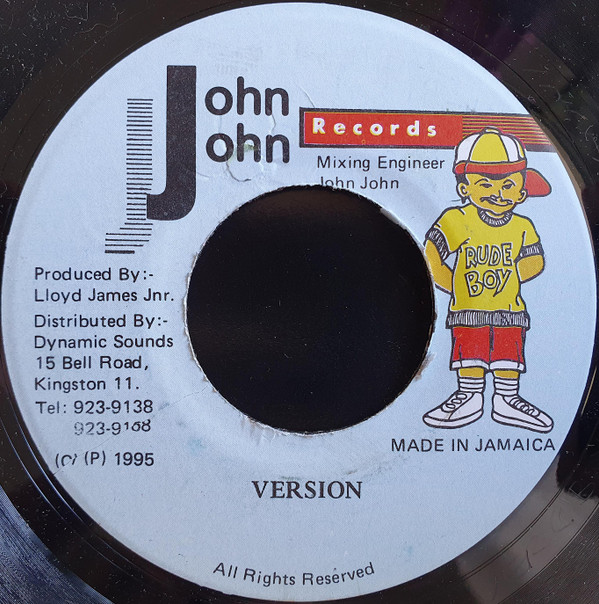 John
John
Records
Mixing Engineer
John John
RUDE
BOY
Produced By:-
Lloyd James Jnr.
Distributed By:-
Dynamic Sounds
15 Bell Road,
Kingston 11.
Tel: 923-9138
923-9168
(C) (P) 1995
MADE IN JAMAICA
VERSION
All Rights Reserved